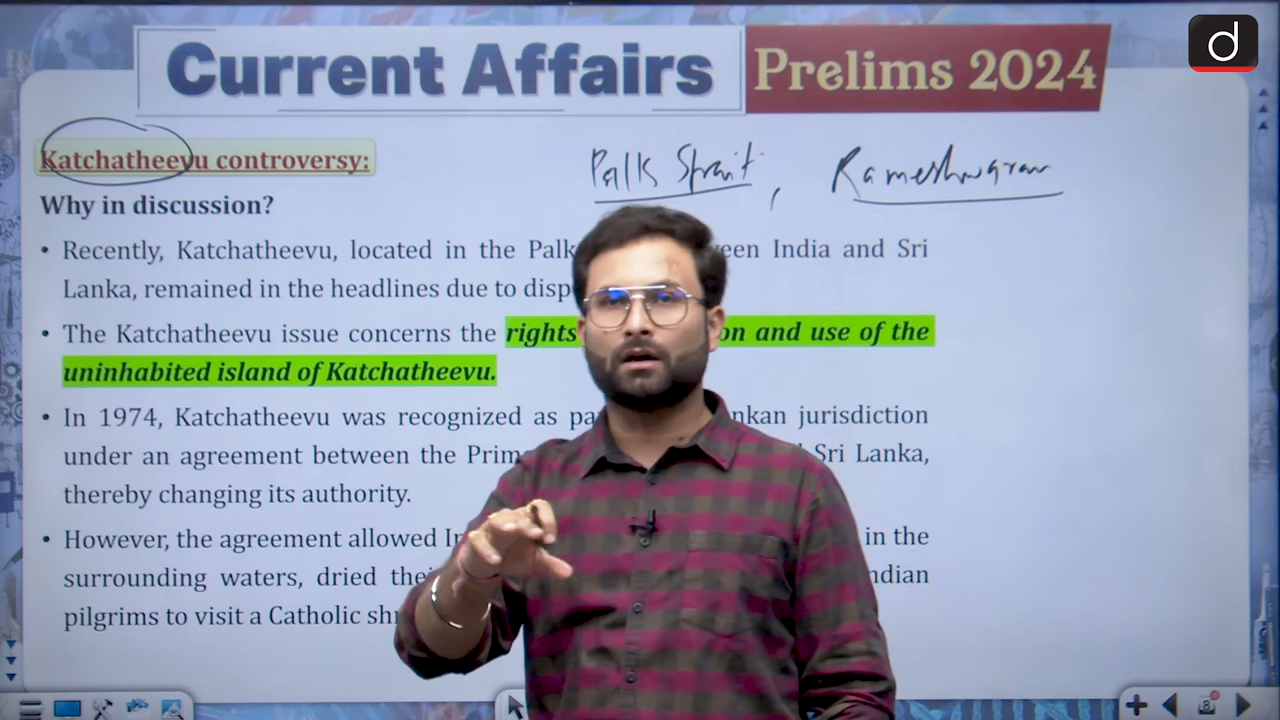 d
Current Affairs Prelims 2024
Katchatheevu controversy:
Palk Strait, Rameshwaram
Why in discussion?
• Recently, Katchatheevu, located in the Palk een India and Sri
Lanka, remained in the headlines due to disp
• The Katchatheevu issue concerns the rights on and use of the
uninhabited island of Katchatheevu.
• In 1974, Katchatheevu was recognized as pa nkan jurisdiction
under an agreement between the Prim Sri Lanka,
thereby changing its authority.
• However, the agreement allowed In in the
surrounding waters, dried thei ndian
pilgrims to visit a Catholic shr